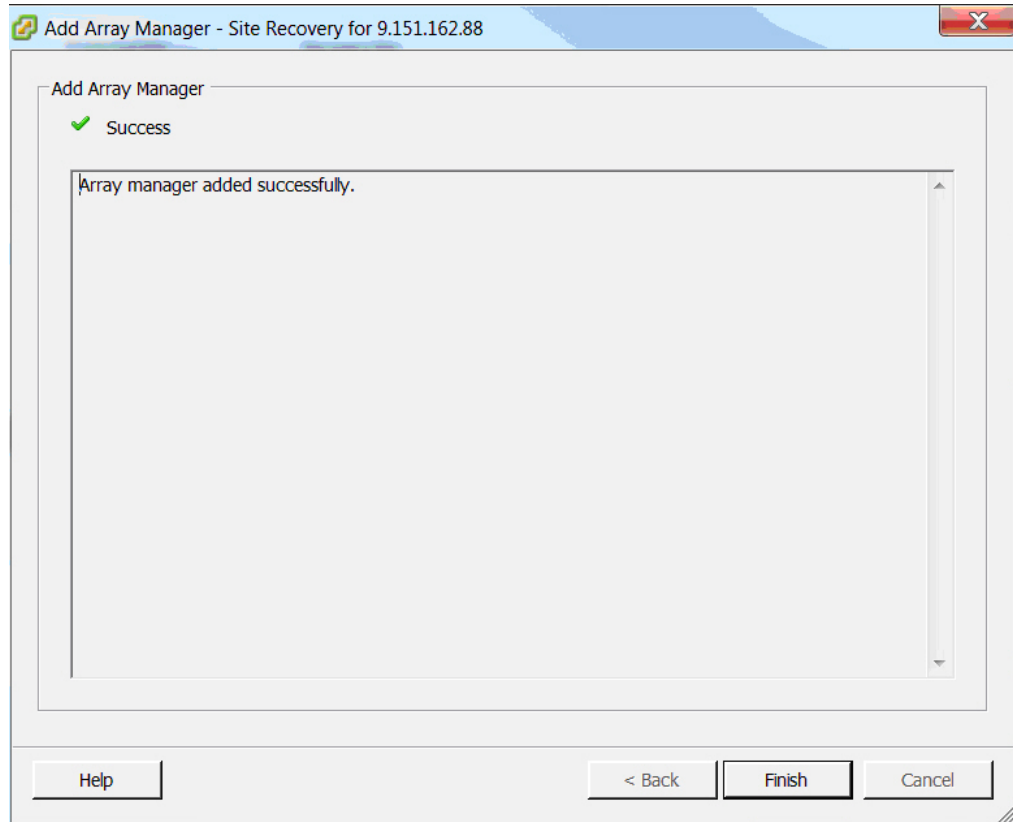 Add Array Manager - Site Recovery for 9.151.162.88
Add Array Manager
Success
Array manager added successfully.
Help
< Back
Finish
Cancel